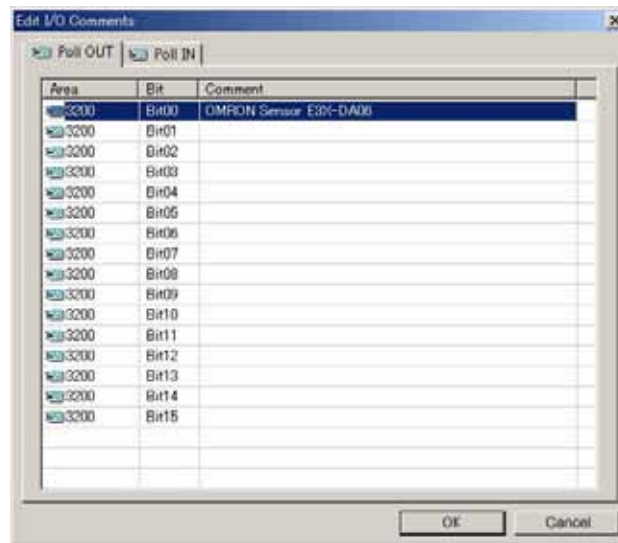 Edit I/O Comments
Poll OUT Poll IN
Area Bit Comment
3200 Bit00 OMRON Sensor E3X-DA06
3200 Bit01
3200 Bit02
3200 Bit03
3200 Bit04
3200 Bit05
3200 Bit06
3200 Bit07
3200 Bit08
3200 Bit09
3200 Bit10
3200 Bit11
3200 Bit12
3200 Bit13
3200 Bit14
3200 Bit15
OK Cancel